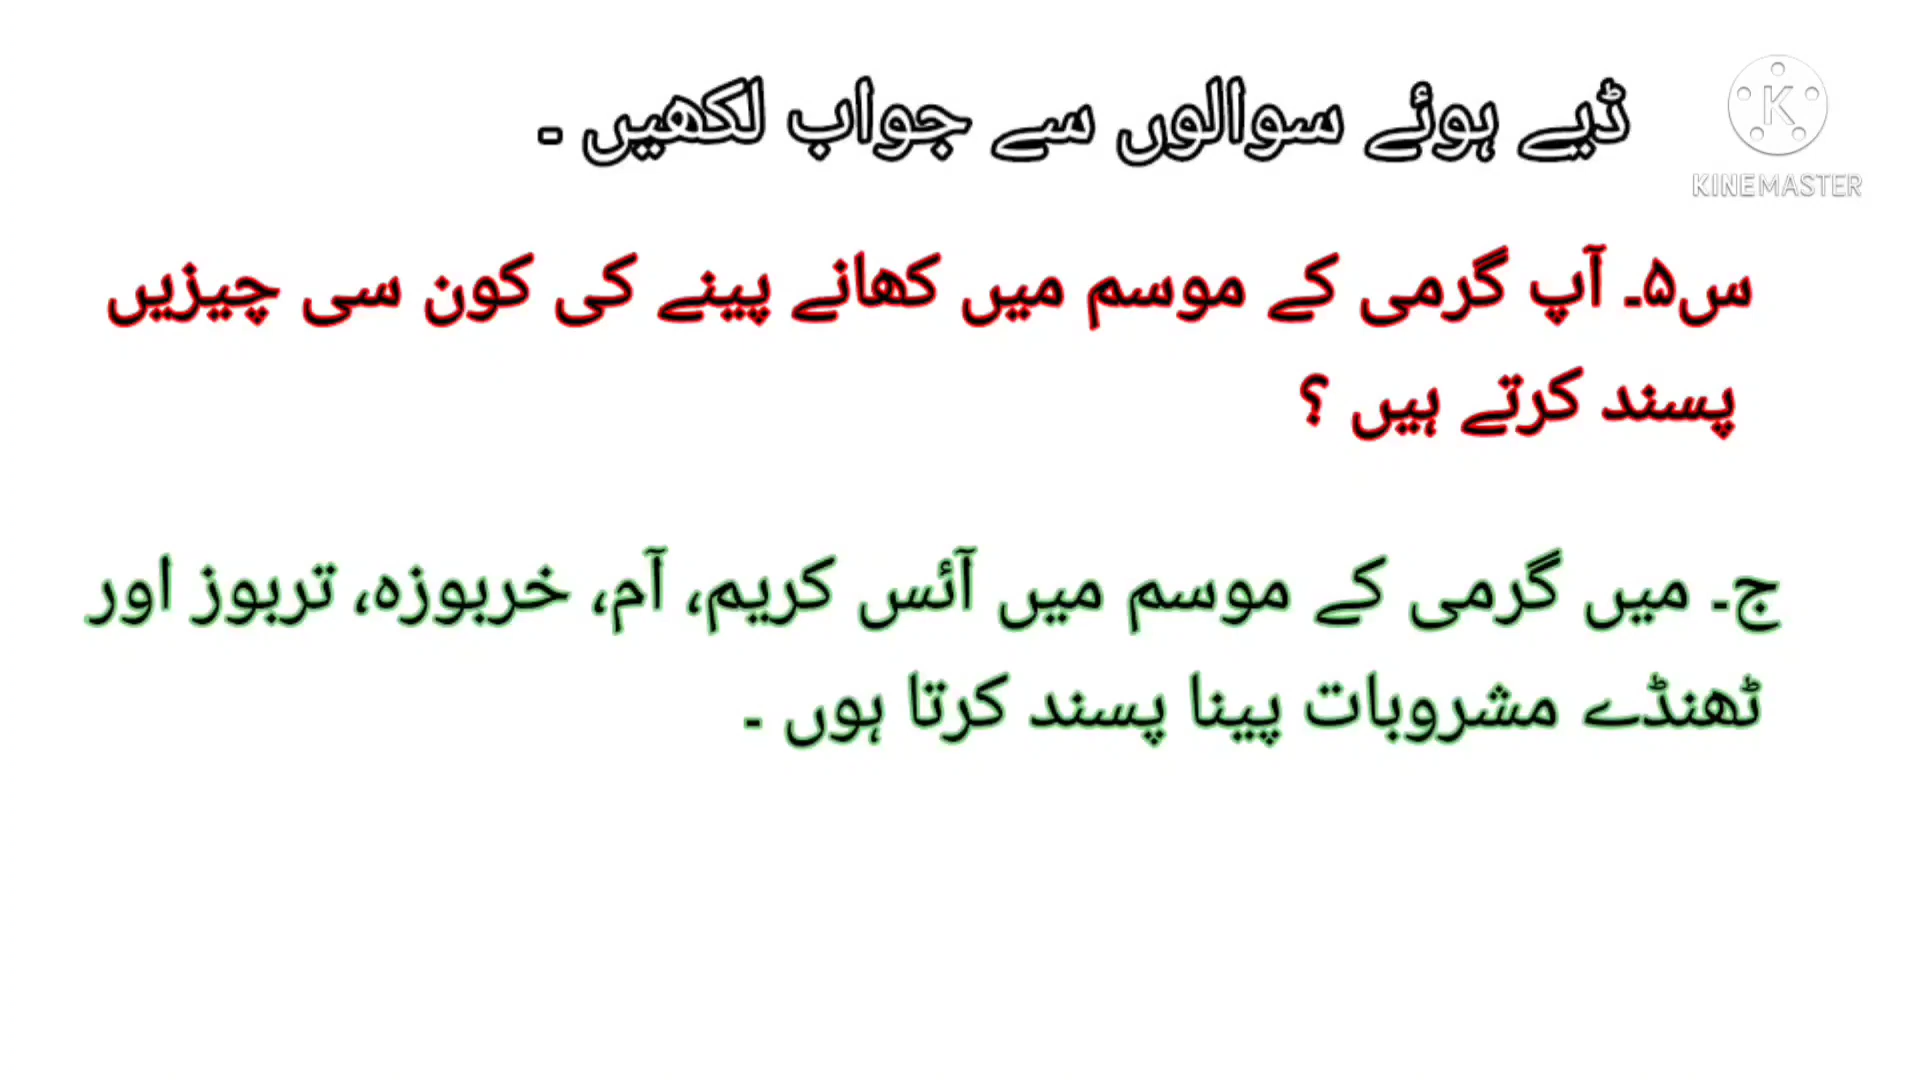 ڈیے ہوئے سوالوں سے جواب لکھیں ۔
KINEMASTER
س۵۔ آپ گرمی کے موسم میں کھانے پینے کی کون سی چیزیں
پسند کرتے ہیں ؟
ج۔ میں گرمی کے موسم میں آئس کریم، آم، خربوزہ، تربوز اور
ٹھنڈے مشروبات پینا پسند کرتا ہوں ۔